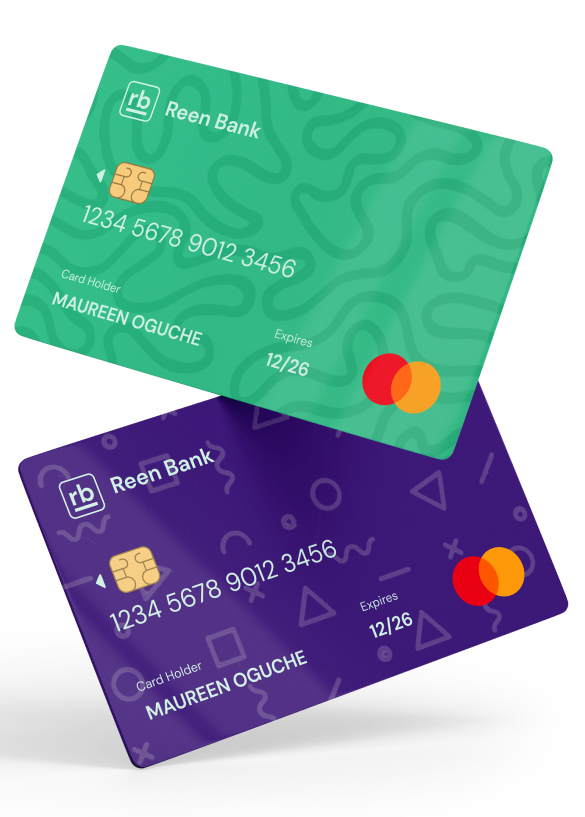 rb
Reen Bank
1234 5678 9012 3456
Card Holder
MAUREEN OGUCHE
Expires
12/26
rb
Reen Bank
1234 5678 9012 3456
Card Holder
MAUREEN OGUCHE
Expires
12/26